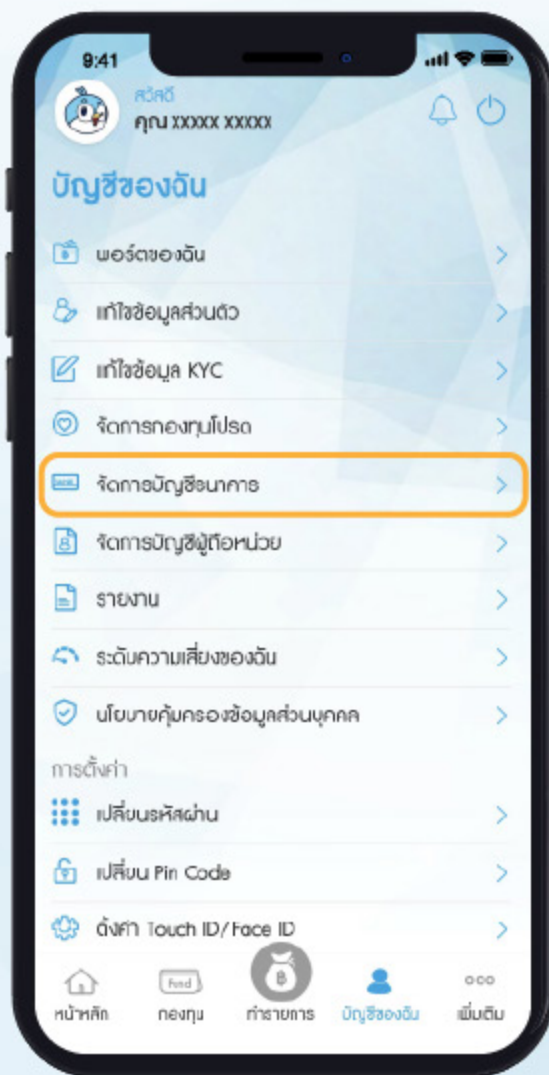 9:41
สวัสดี
คุณ xxxxx xxxxx
บัญชีของฉัน
พอร์ตของฉัน
แก้ไขข้อมูลส่วนตัว
แก้ไขข้อมูล KYC
จัดการกองทุนโปรด
จัดการบัญชีธนาคาร
จัดการบัญชีผู้ถือหน่วย
รายงาน
ระดับความเสี่ยงของฉัน
นโยบายคุ้มครองข้อมูลส่วนบุคคล
การตั้งค่า
เปลี่ยนรหัสผ่าน
เปลี่ยน Pin Code
ตั้งค่า Touch ID/Face ID
Fund
฿
หน้าหลัก กองทุน ทำรายการ บัญชีของฉัน เพิ่มเติม